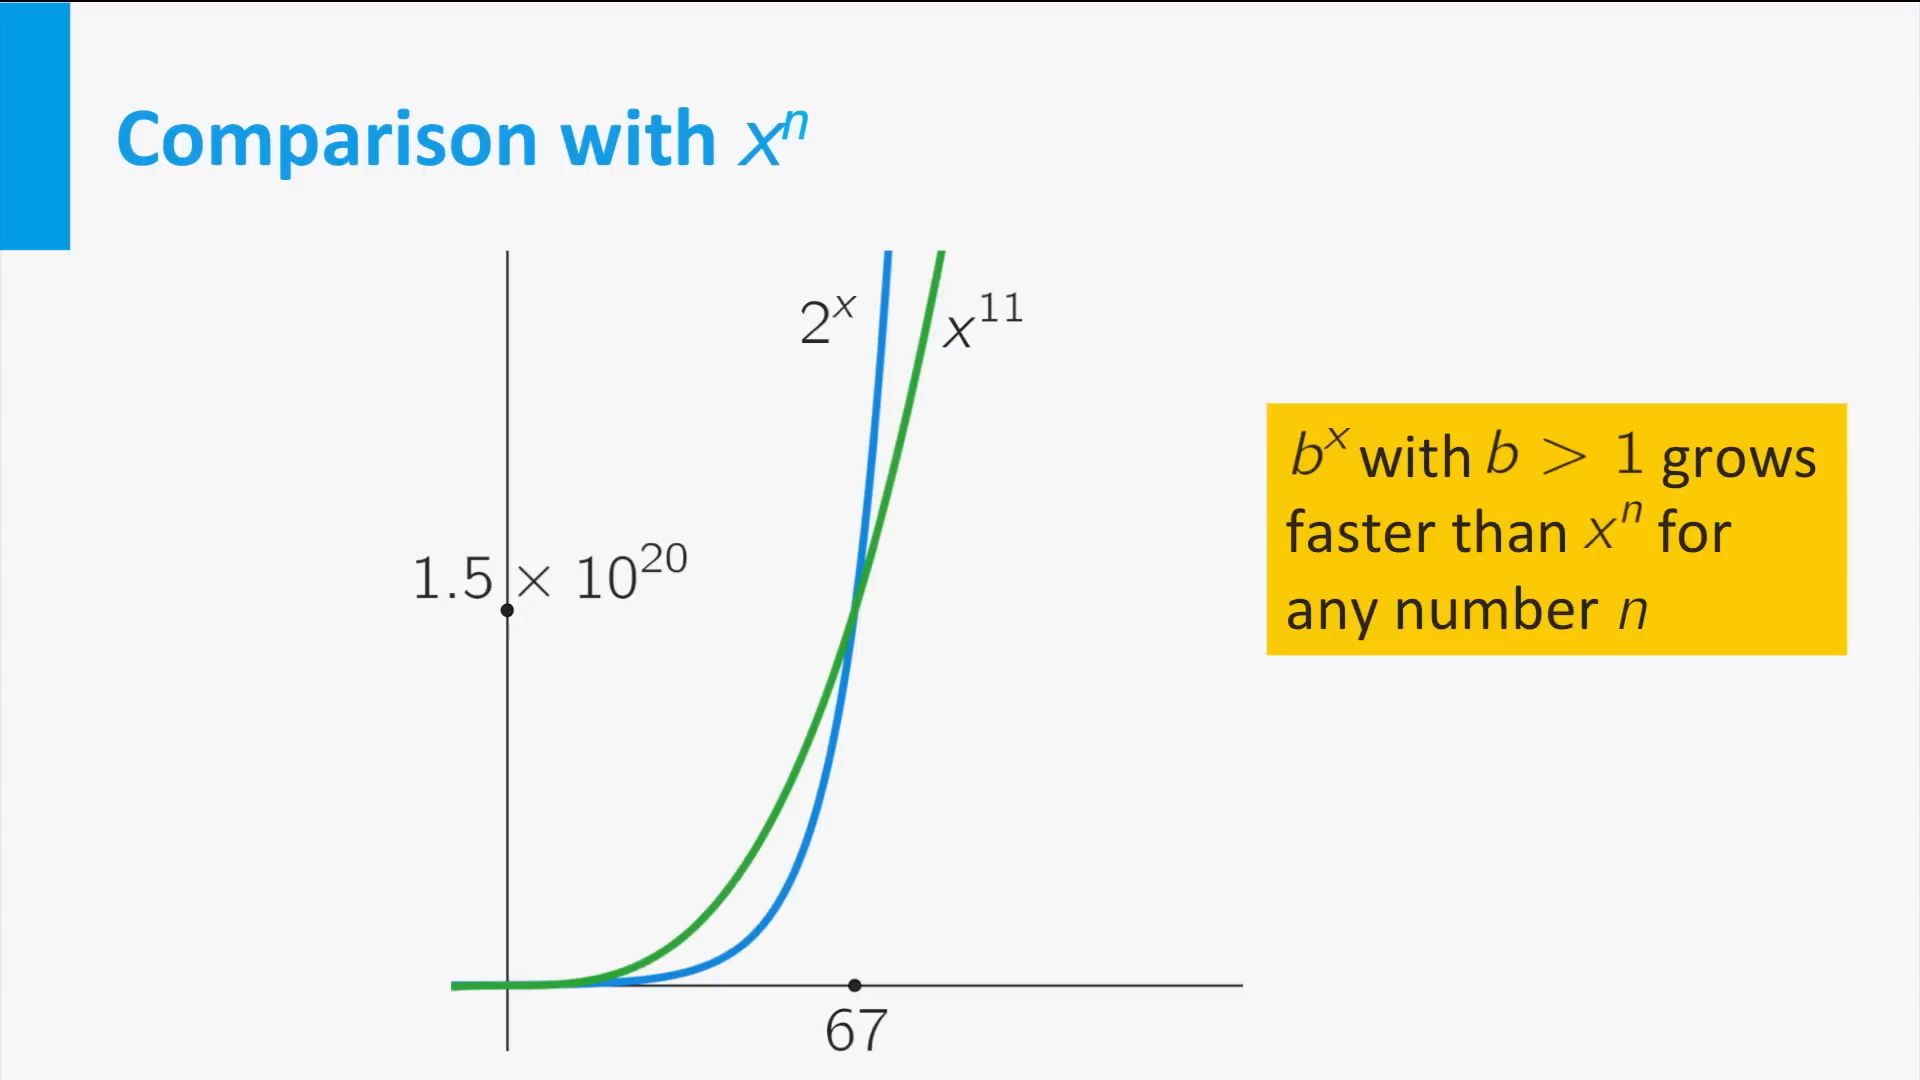 Comparison with xⁿ
2ˣ
x¹¹
1.5 × 10²⁰
67
bˣ with b > 1 grows
faster than xⁿ for
any number n